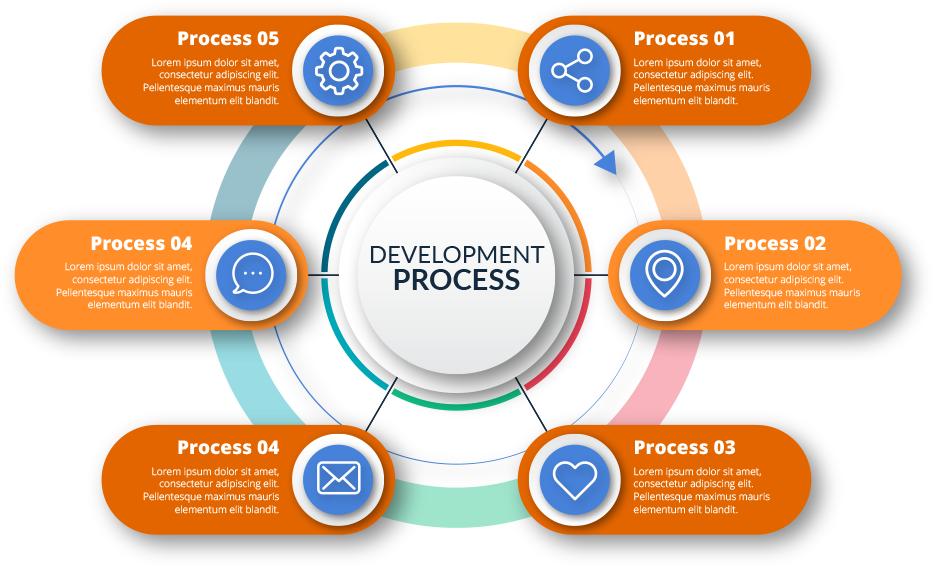 Process 05
Lorem ipsum dolor sit amet,
consectetur adipiscing elit.
Pellentesque maximus mauris
elementum elit blandit.
Process 01
Lorem ipsum dolor sit amet,
consectetur adipiscing elit.
Pellentesque maximus mauris
elementum elit blandit.
Process 04
Lorem ipsum dolor sit amet,
consectetur adipiscing elit.
Pellentesque maximus mauris
elementum elit blandit.
DEVELOPMENT
PROCESS
Process 02
Lorem ipsum dolor sit amet,
consectetur adipiscing elit.
Pellentesque maximus mauris
elementum elit blandit.
Process 04
Lorem ipsum dolor sit amet,
consectetur adipiscing elit.
Pellentesque maximus mauris
elementum elit blandit.
Process 03
Lorem ipsum dolor sit amet,
consectetur adipiscing elit.
Pellentesque maximus mauris
elementum elit blandit.